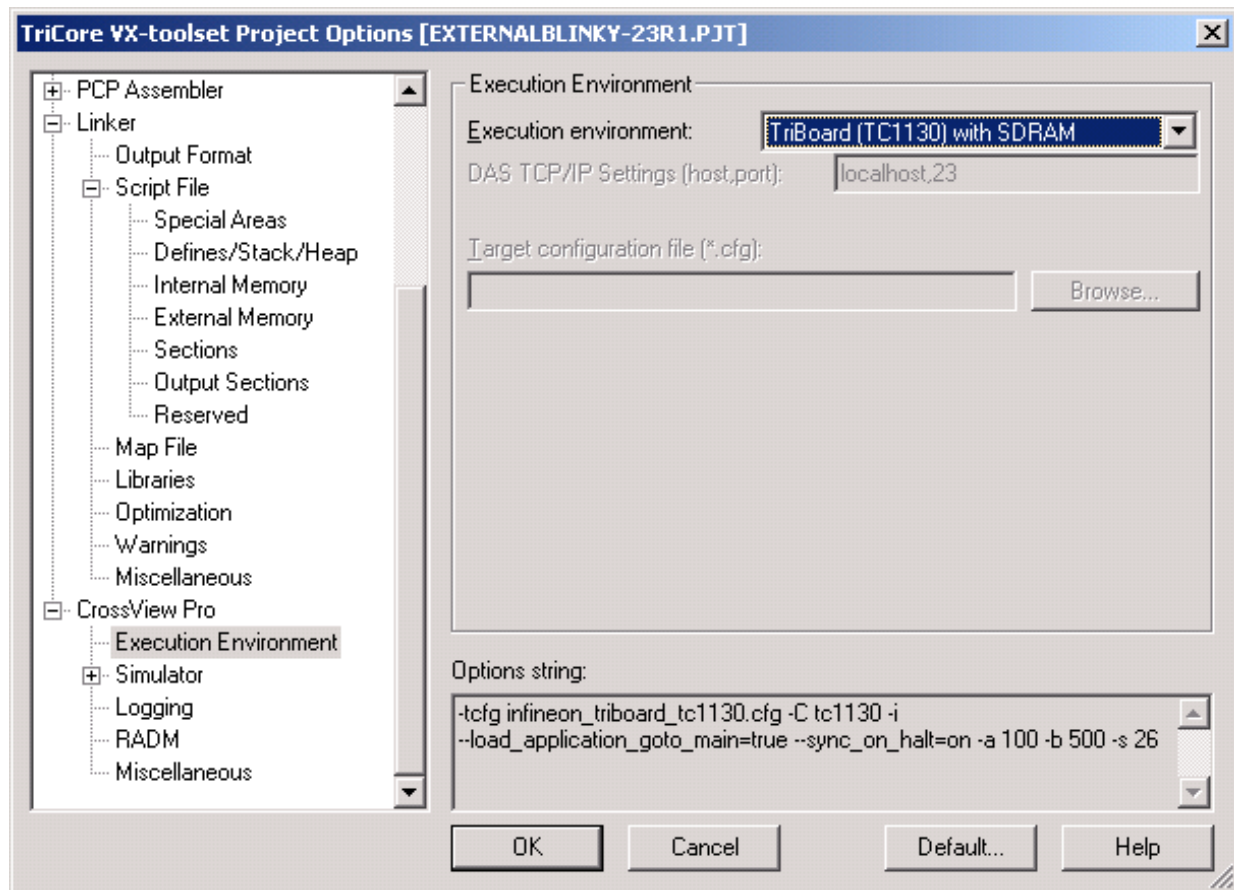 TriCore VX-toolset Project Options [EXTERNALBLINKY-23R1.PJT]
PCP Assembler
Linker
Output Format
Script File
Special Areas
Defines/Stack/Heap
Internal Memory
External Memory
Sections
Output Sections
Reserved
Map File
Libraries
Optimization
Warnings
Miscellaneous
CrossView Pro
Execution Environment
Simulator
Logging
RADM
Miscellaneous
Execution Environment
Execution environment: TriBoard (TC1130) with SDRAM
DAS TCP/IP Settings (host,port): localhost,23
Target configuration file (*.cfg):
Browse...
Options string:
-tcfg infineon_triboard_tc1130.cfg -C tc1130 -i
--load_application_goto_main=true --sync_on_halt=on -a 100 -b 500 -s 26
OK Cancel Default... Help